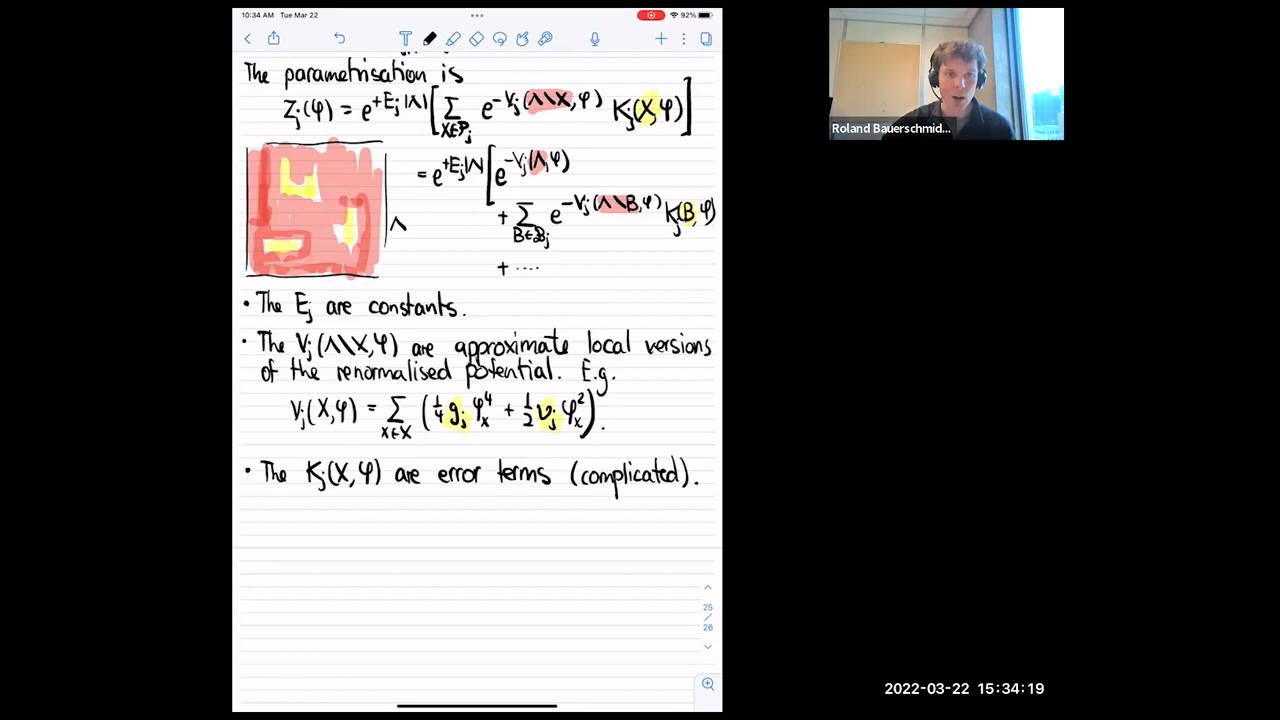 10:34 AM Tue Mar 22
92%
The parametrisation is
Z_j(φ) = e^{+E_j|Λ|} [ Σ_{X∈P_j} e^{-V_j(Λ\X,φ)} K_j(X,φ) ]
= e^{+E_j|Λ|} [ e^{-V_j(Λ,φ)}
+ Σ_{B∈B_j} e^{-V_j(Λ\B,φ)} K_j(B,φ)
Λ
+ ....
• The E_j are constants.
• The V_j(Λ\X,φ) are approximate local versions
of the renormalised potential. E.g.
V_j(X,φ) = Σ_{x∈X} (¼ g_j φ_x^4 + ½ ν_j φ_x^2).
• The K_j(X,φ) are error terms (complicated).
25
/
26
Roland Bauerschmid...
2022-03-22 15:34:19